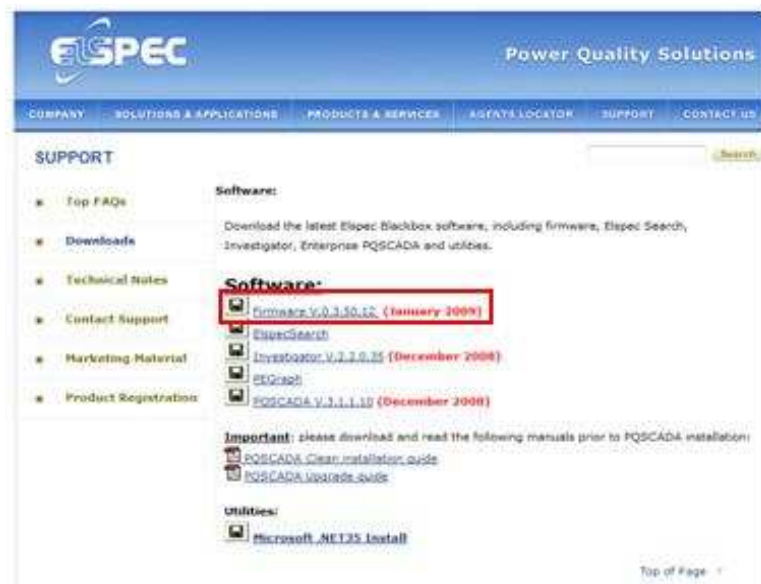 ELSPEC
Power Quality Solutions
COMPANY SOLUTIONS & APPLICATIONS PRODUCTS & SERVICES AGENTS LOCATOR SUPPORT CONTACT US
SUPPORT
Search
Top FAQs
Downloads
Technical Notes
Contact Support
Marketing Material
Product Registration
Software:
Download the latest Elspec Blackbox software, including firmware, Elspec Search,
Investigator, Enterprise PQSCADA and utilities.
Software:
Firmware V.0.3.50.12 (January 2009)
ElspecSearch
Investigator V.2.2.0.35 (December 2008)
PEGraph
PQSCADA V.3.1.1.10 (December 2008)
Important: please download and read the following manuals prior to PQSCADA installation:
PQSCADA Clean installation guide
PQSCADA Upgrade guide
Utilities:
Microsoft .NET35 Install
Top of Page